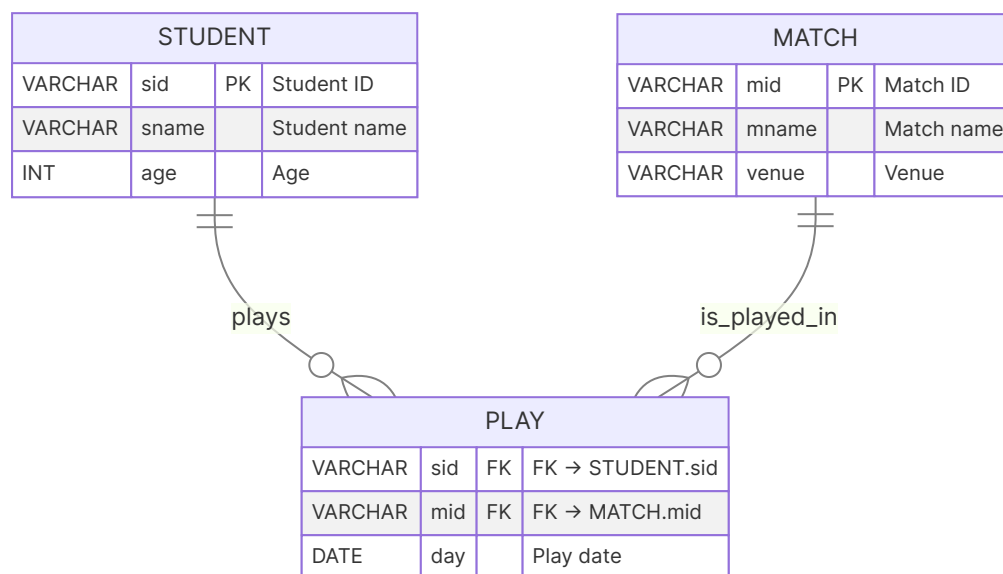 STUDENT
VARCHAR sid PK Student ID
VARCHAR sname Student name
INT age Age
MATCH
VARCHAR mid PK Match ID
VARCHAR mname Match name
VARCHAR venue Venue
plays
is_played_in
PLAY
VARCHAR sid FK FK → STUDENT.sid
VARCHAR mid FK FK → MATCH.mid
DATE day Play date